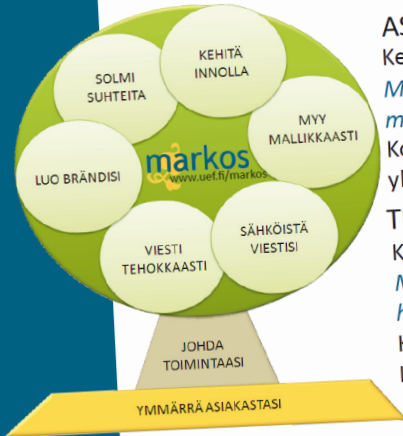 KEHITÄ
INNOLLA
SOLMI
SUHTEITA
MYY
MALLIKKAASTI
markos
www.uef.fi/markos
LUO BRÄNDISI
SÄHKÖISTÄ
VIESTISI
VIESTI
TEHOKKAASTI
JOHDA
TOIMINTAASI
YMMÄRRÄ ASIAKASTASI